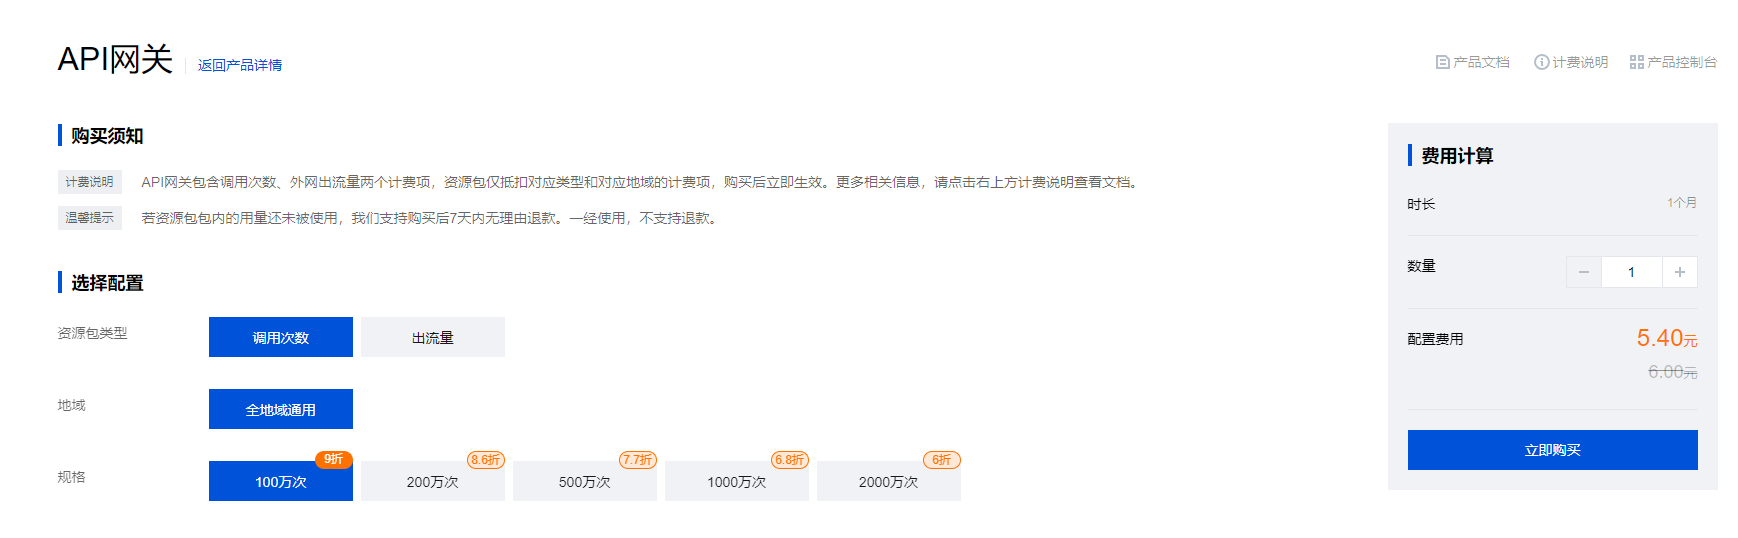 API网关 返回产品详情 产品文档 计费说明 产品控制台
购买须知
计费说明 API网关包含调用次数、外网出流量两个计费项，资源包仅抵扣对应类型和对应地域的计费项，购买后立即生效。更多相关信息，请点击右上方计费说明查看文档。
温馨提示 若资源包包内的用量还未被使用，我们支持购买后7天内无理由退款。一经使用，不支持退款。
选择配置
资源包类型 调用次数 出流量
地域 全地域通用
9折 8.6折 7.7折 6.8折 6折
规格 100万次 200万次 500万次 1000万次 2000万次
费用计算
时长 1个月
数量 − 1 +
配置费用 5.40元
6.00元
立即购买